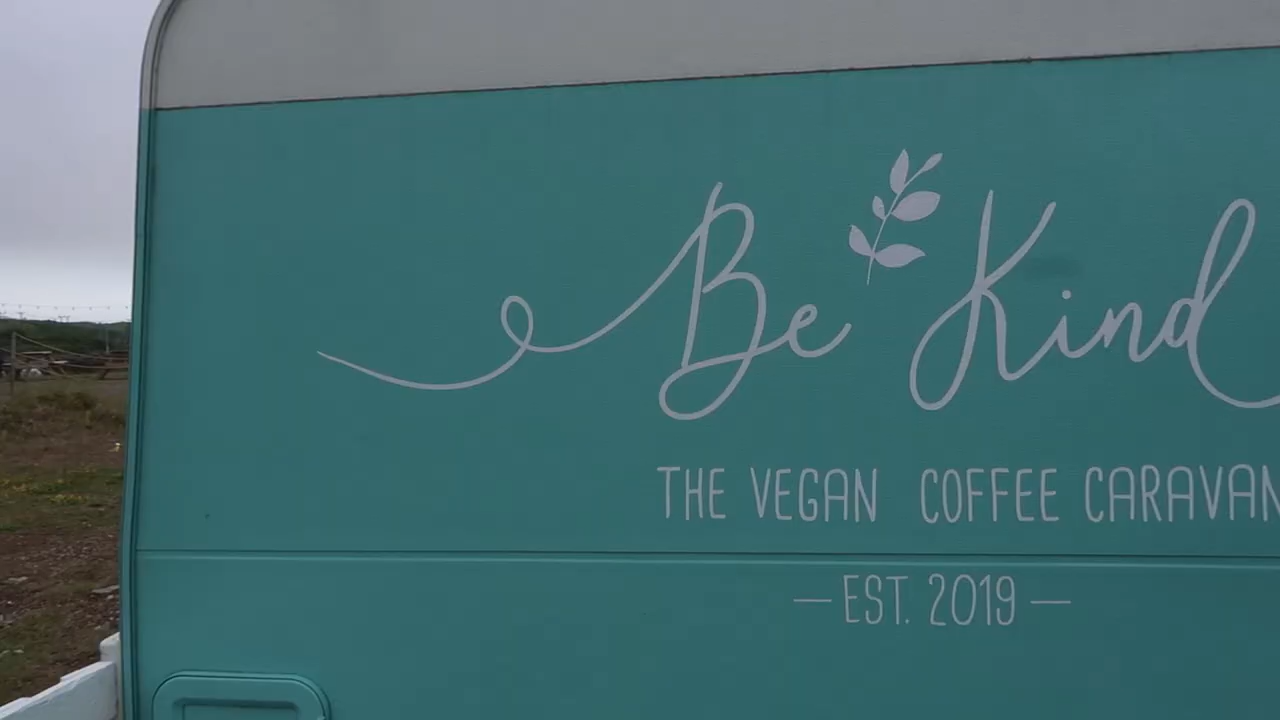 Be Kind
THE VEGAN COFFEE CARAVAN
— EST. 2019 —